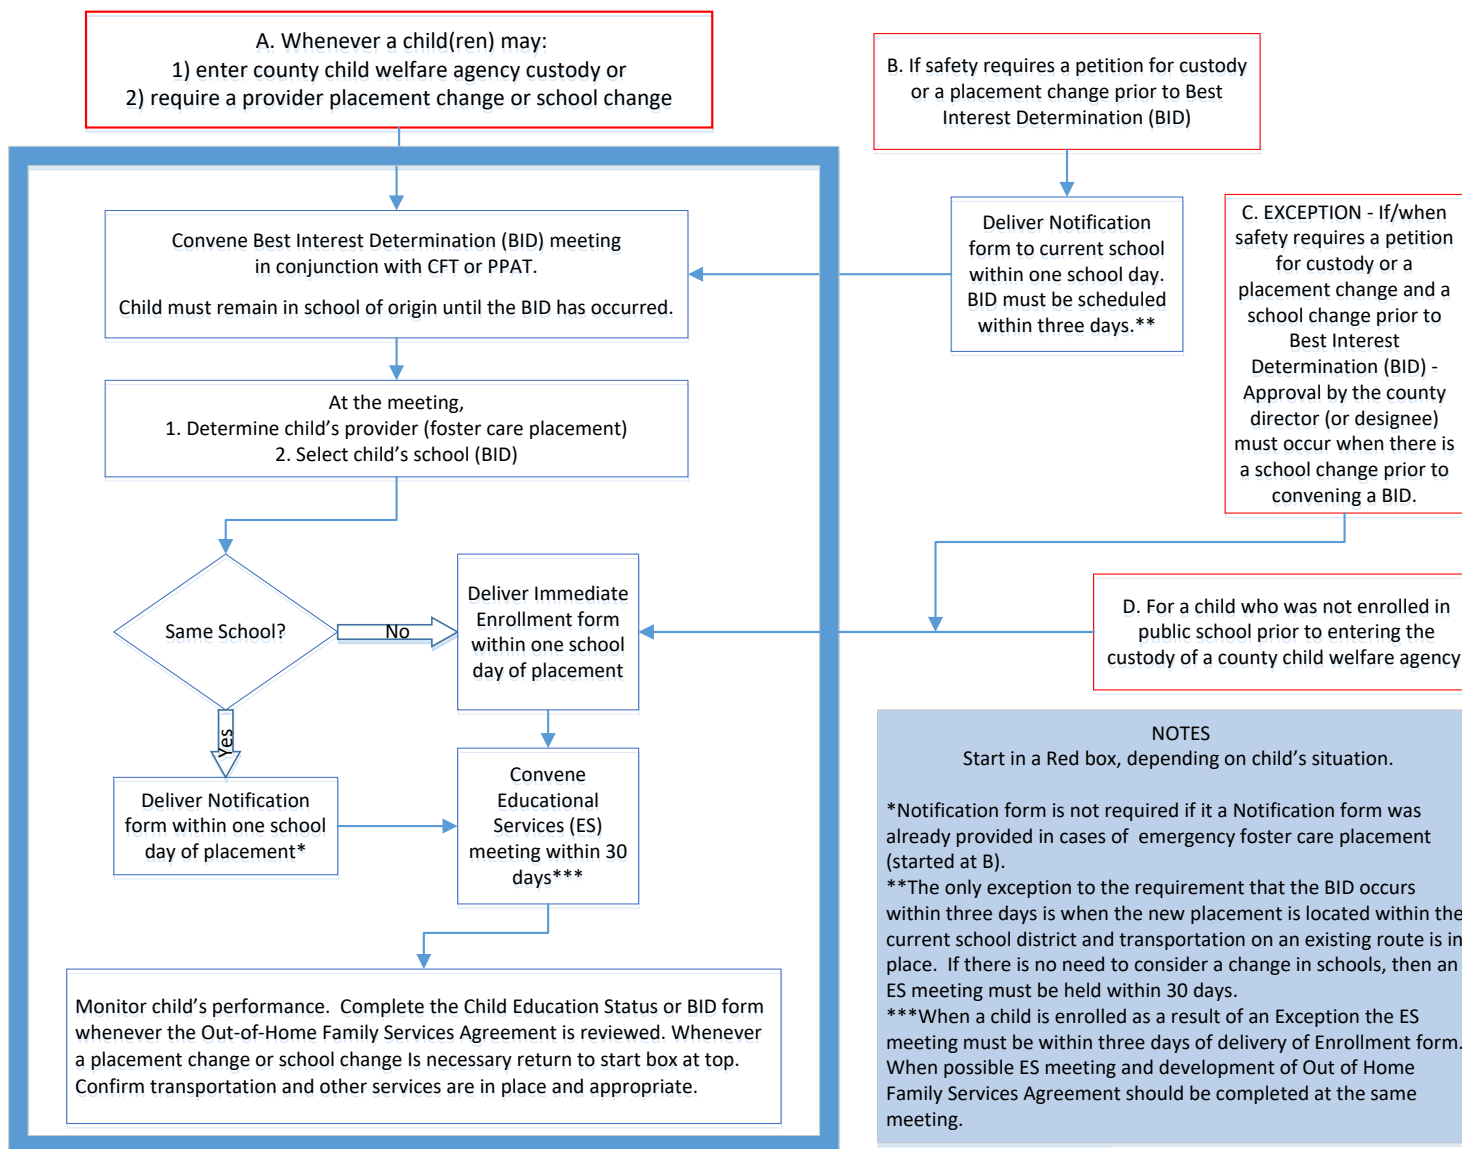 A. Whenever a child(ren) may:
1) enter county child welfare agency custody or
2) require a provider placement change or school change
B. If safety requires a petition for custody
or a placement change prior to Best
Interest Determination (BID)
Convene Best Interest Determination (BID) meeting
in conjunction with CFT or PPAT.
Child must remain in school of origin until the BID has occurred.
Deliver Notification
form to current school
within one school day.
BID must be scheduled
within three days.**
C. EXCEPTION - If/when
safety requires a petition
for custody or a
placement change and a
school change prior to
Best Interest
Determination (BID) -
Approval by the county
director (or designee)
must occur when there is
a school change prior to
convening a BID.
At the meeting,
1. Determine child's provider (foster care placement)
2. Select child's school (BID)
Same School?
No
Deliver Immediate
Enrollment form
within one school
day of placement
D. For a child who was not enrolled in
public school prior to entering the
custody of a county child welfare agency
Yes
Deliver Notification
form within one school
day of placement*
Convene
Educational
Services (ES)
meeting within 30
days***
Monitor child's performance.  Complete the Child Education Status or BID form
whenever the Out-of-Home Family Services Agreement is reviewed. Whenever
a placement change or school change Is necessary return to start box at top.
Confirm transportation and other services are in place and appropriate.
NOTES
Start in a Red box, depending on child's situation.
*Notification form is not required if it a Notification form was
already provided in cases of  emergency foster care placement
(started at B).
**The only exception to the requirement that the BID occurs
within three days is when the new placement is located within the
current school district and transportation on an existing route is in
place.  If there is no need to consider a change in schools, then an
ES meeting must be held within 30 days.
***When a child is enrolled as a result of an Exception the ES
meeting must be within three days of delivery of Enrollment form.
When possible ES meeting and development of Out of Home
Family Services Agreement should be completed at the same
meeting.